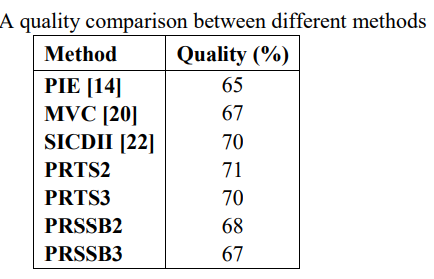 A quality comparison between different methods
Method Quality (%)
PIE [14] 65
MVC [20] 67
SICDII [22] 70
PRTS2 71
PRTS3 70
PRSSB2 68
PRSSB3 67